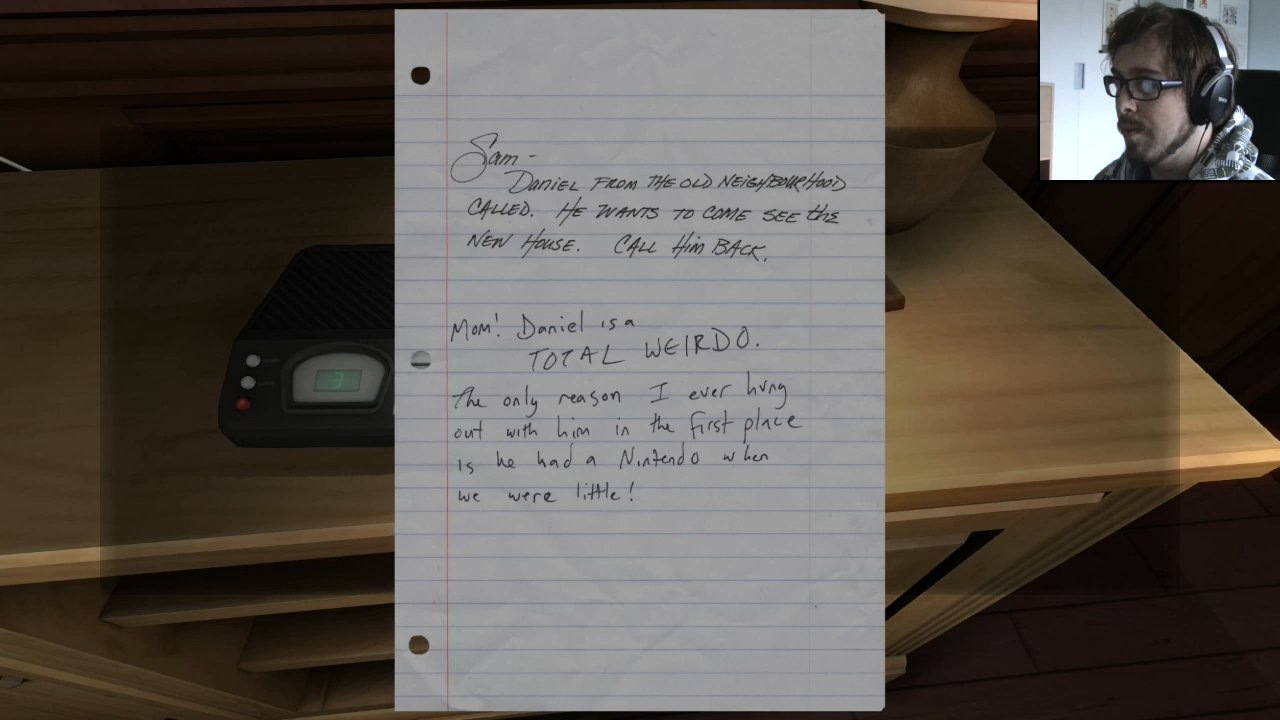 Sam -
DANIEL FROM THE OLD NEIGHBOURHOOD
CALLED. HE WANTS TO COME SEE the
NEW HOUSE. CALL HIM BACK.
Mom! Daniel is a
TOTAL WEIRDO.
The only reason I ever hung
out with him in the first place
is he had a Nintendo when
we were little!
3